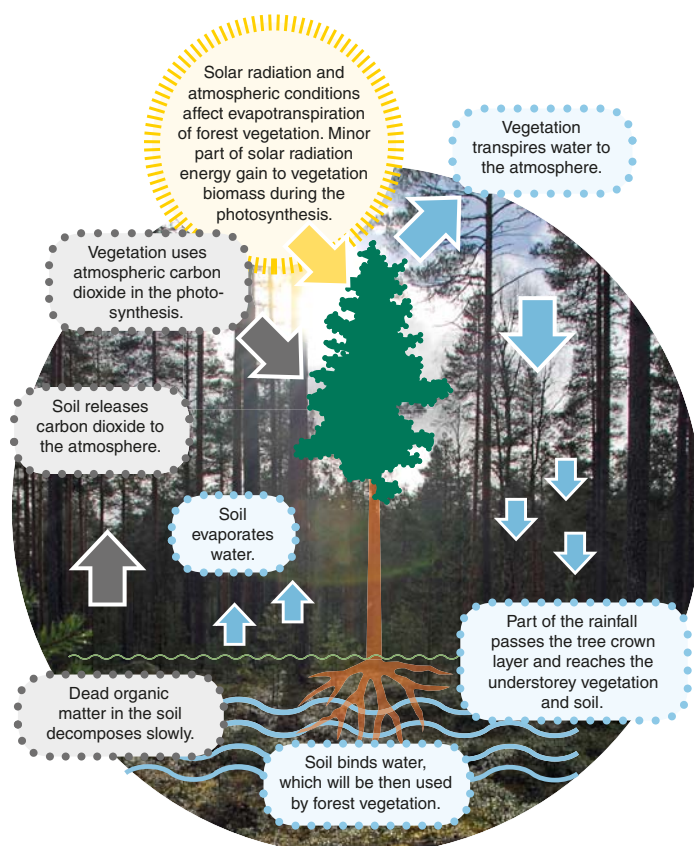 Solar radiation and
atmospheric conditions
affect evapotranspiration
of forest vegetation. Minor
part of solar radiation
energy gain to vegetation
biomass during the
photosynthesis.
Vegetation
transpires water to
the atmosphere.
Vegetation uses
atmospheric carbon
dioxide in the photo-
synthesis.
Soil releases
carbon dioxide to
the atmosphere.
Soil
evaporates
water.
Part of the rainfall
passes the tree crown
layer and reaches the
understorey vegetation
and soil.
Dead organic
matter in the soil
decomposes slowly.
Soil binds water,
which will be then used
by forest vegetation.